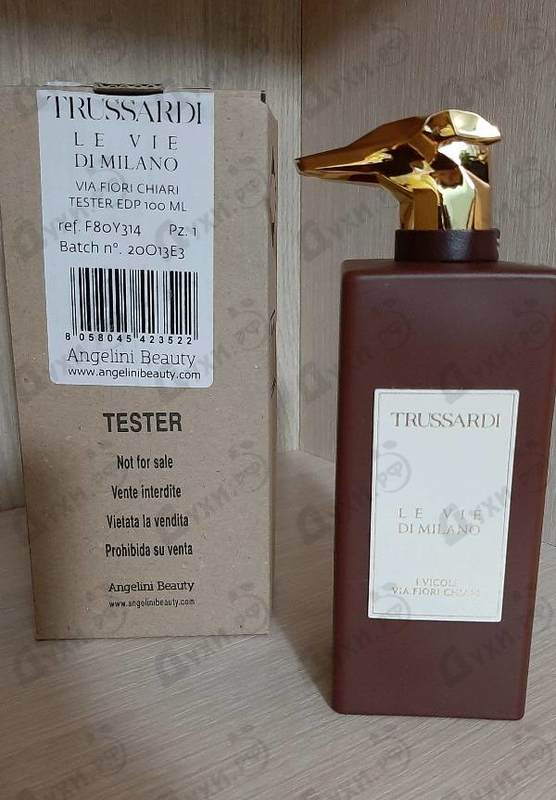 TRUSSARDI
LE VIE
DI MILANO
VIA FIORI CHIARI
TESTER EDP 100 ML
ref. F80Y314 Pz. 1
Batch n°. 20O13E3
8 058045 423522
Angelini Beauty
www.angelinibeauty.com
TESTER
Not for sale
Vente interdite
Vietata la vendita
Prohibida su venta
Angelini Beauty
www.angelinibeauty.com
TRUSSARDI
LE VIE
DI MILANO
I VICOLI
VIA FIORI CHIARI
Духи.РФ